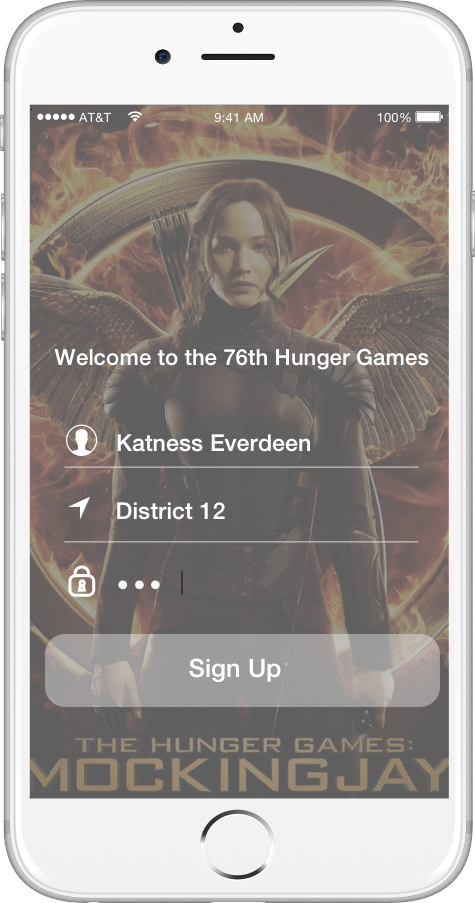 AT&T 9:41 AM 100%
Welcome to the 76th Hunger Games
Katness Everdeen
District 12
Sign Up
THE HUNGER GAMES:
MOCKINGJAY